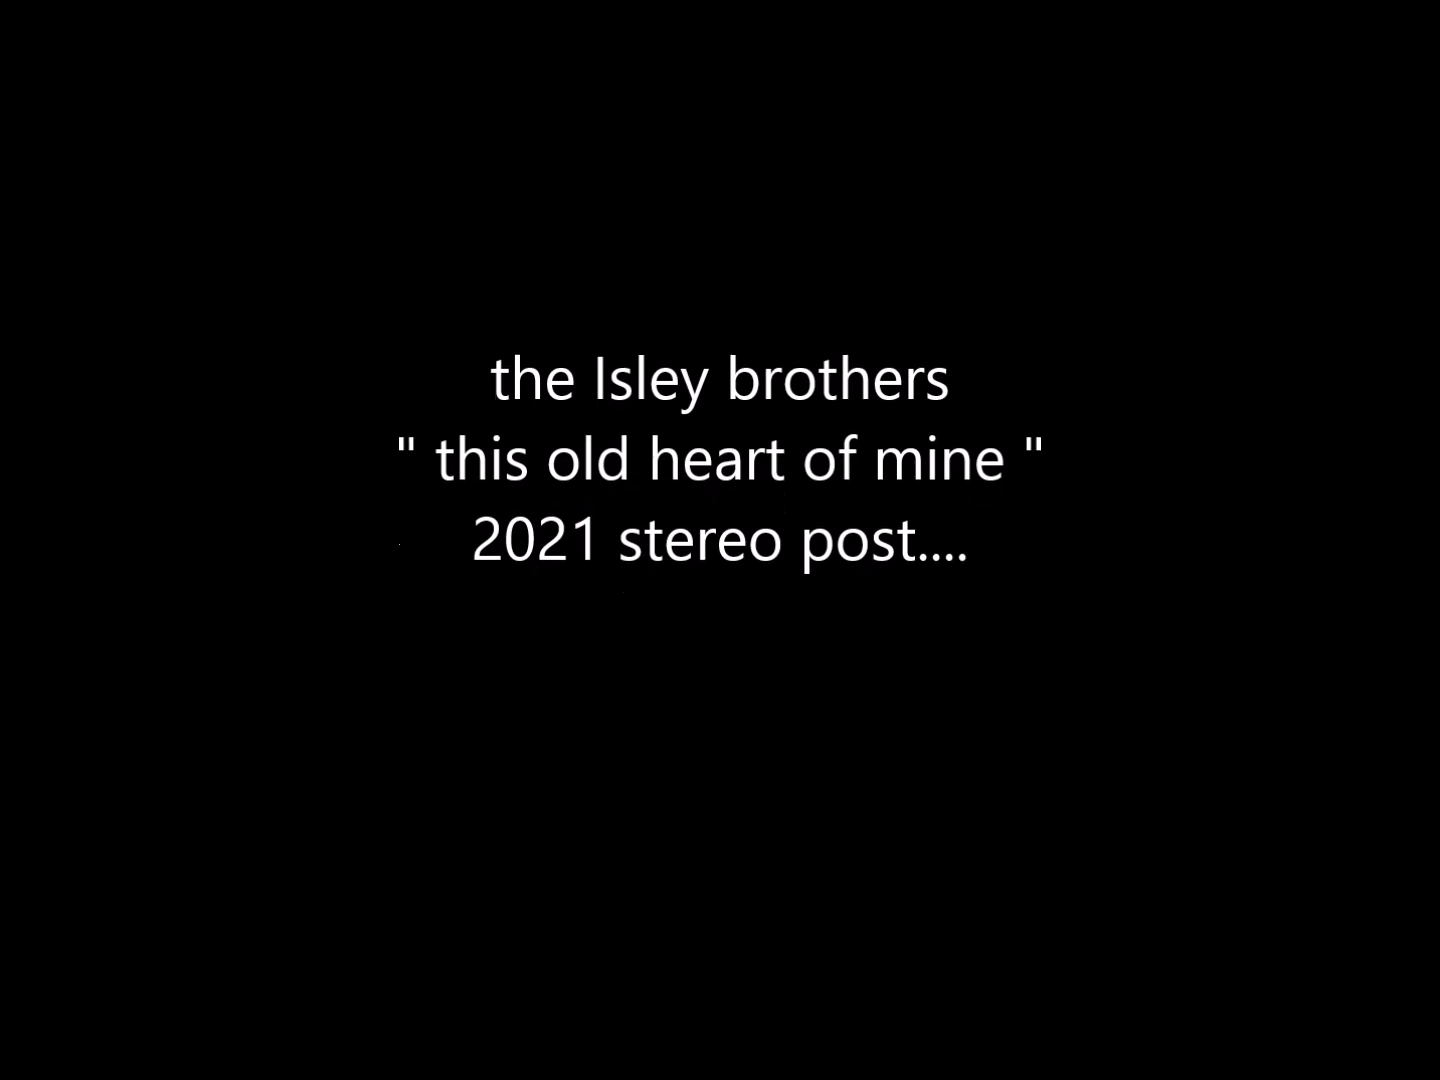 the Isley brothers
" this old heart of mine "
2021 stereo post....